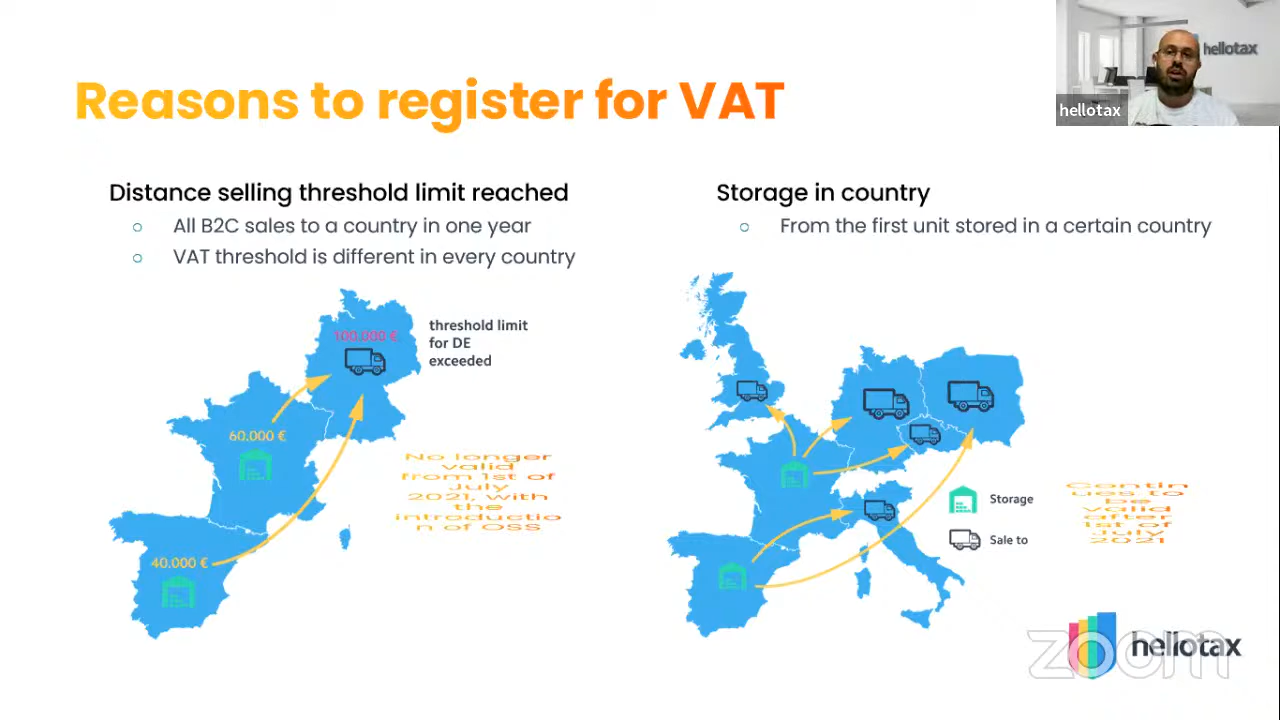 hellotax
hellotax
Reasons to register for VAT
Distance selling threshold limit reached
All B2C sales to a country in one year
VAT threshold is different in every country
100.000 €
threshold limit
for DE
exceeded
60.000 €
40.000 €
No longer
valid
from 1st of
July
2021, with
the
introductio
n of OSS
Storage in country
From the first unit stored in a certain country
Storage
Sale to
Contin
ues to
be
valid
after
1st of
July
2021
zoom
hellotax